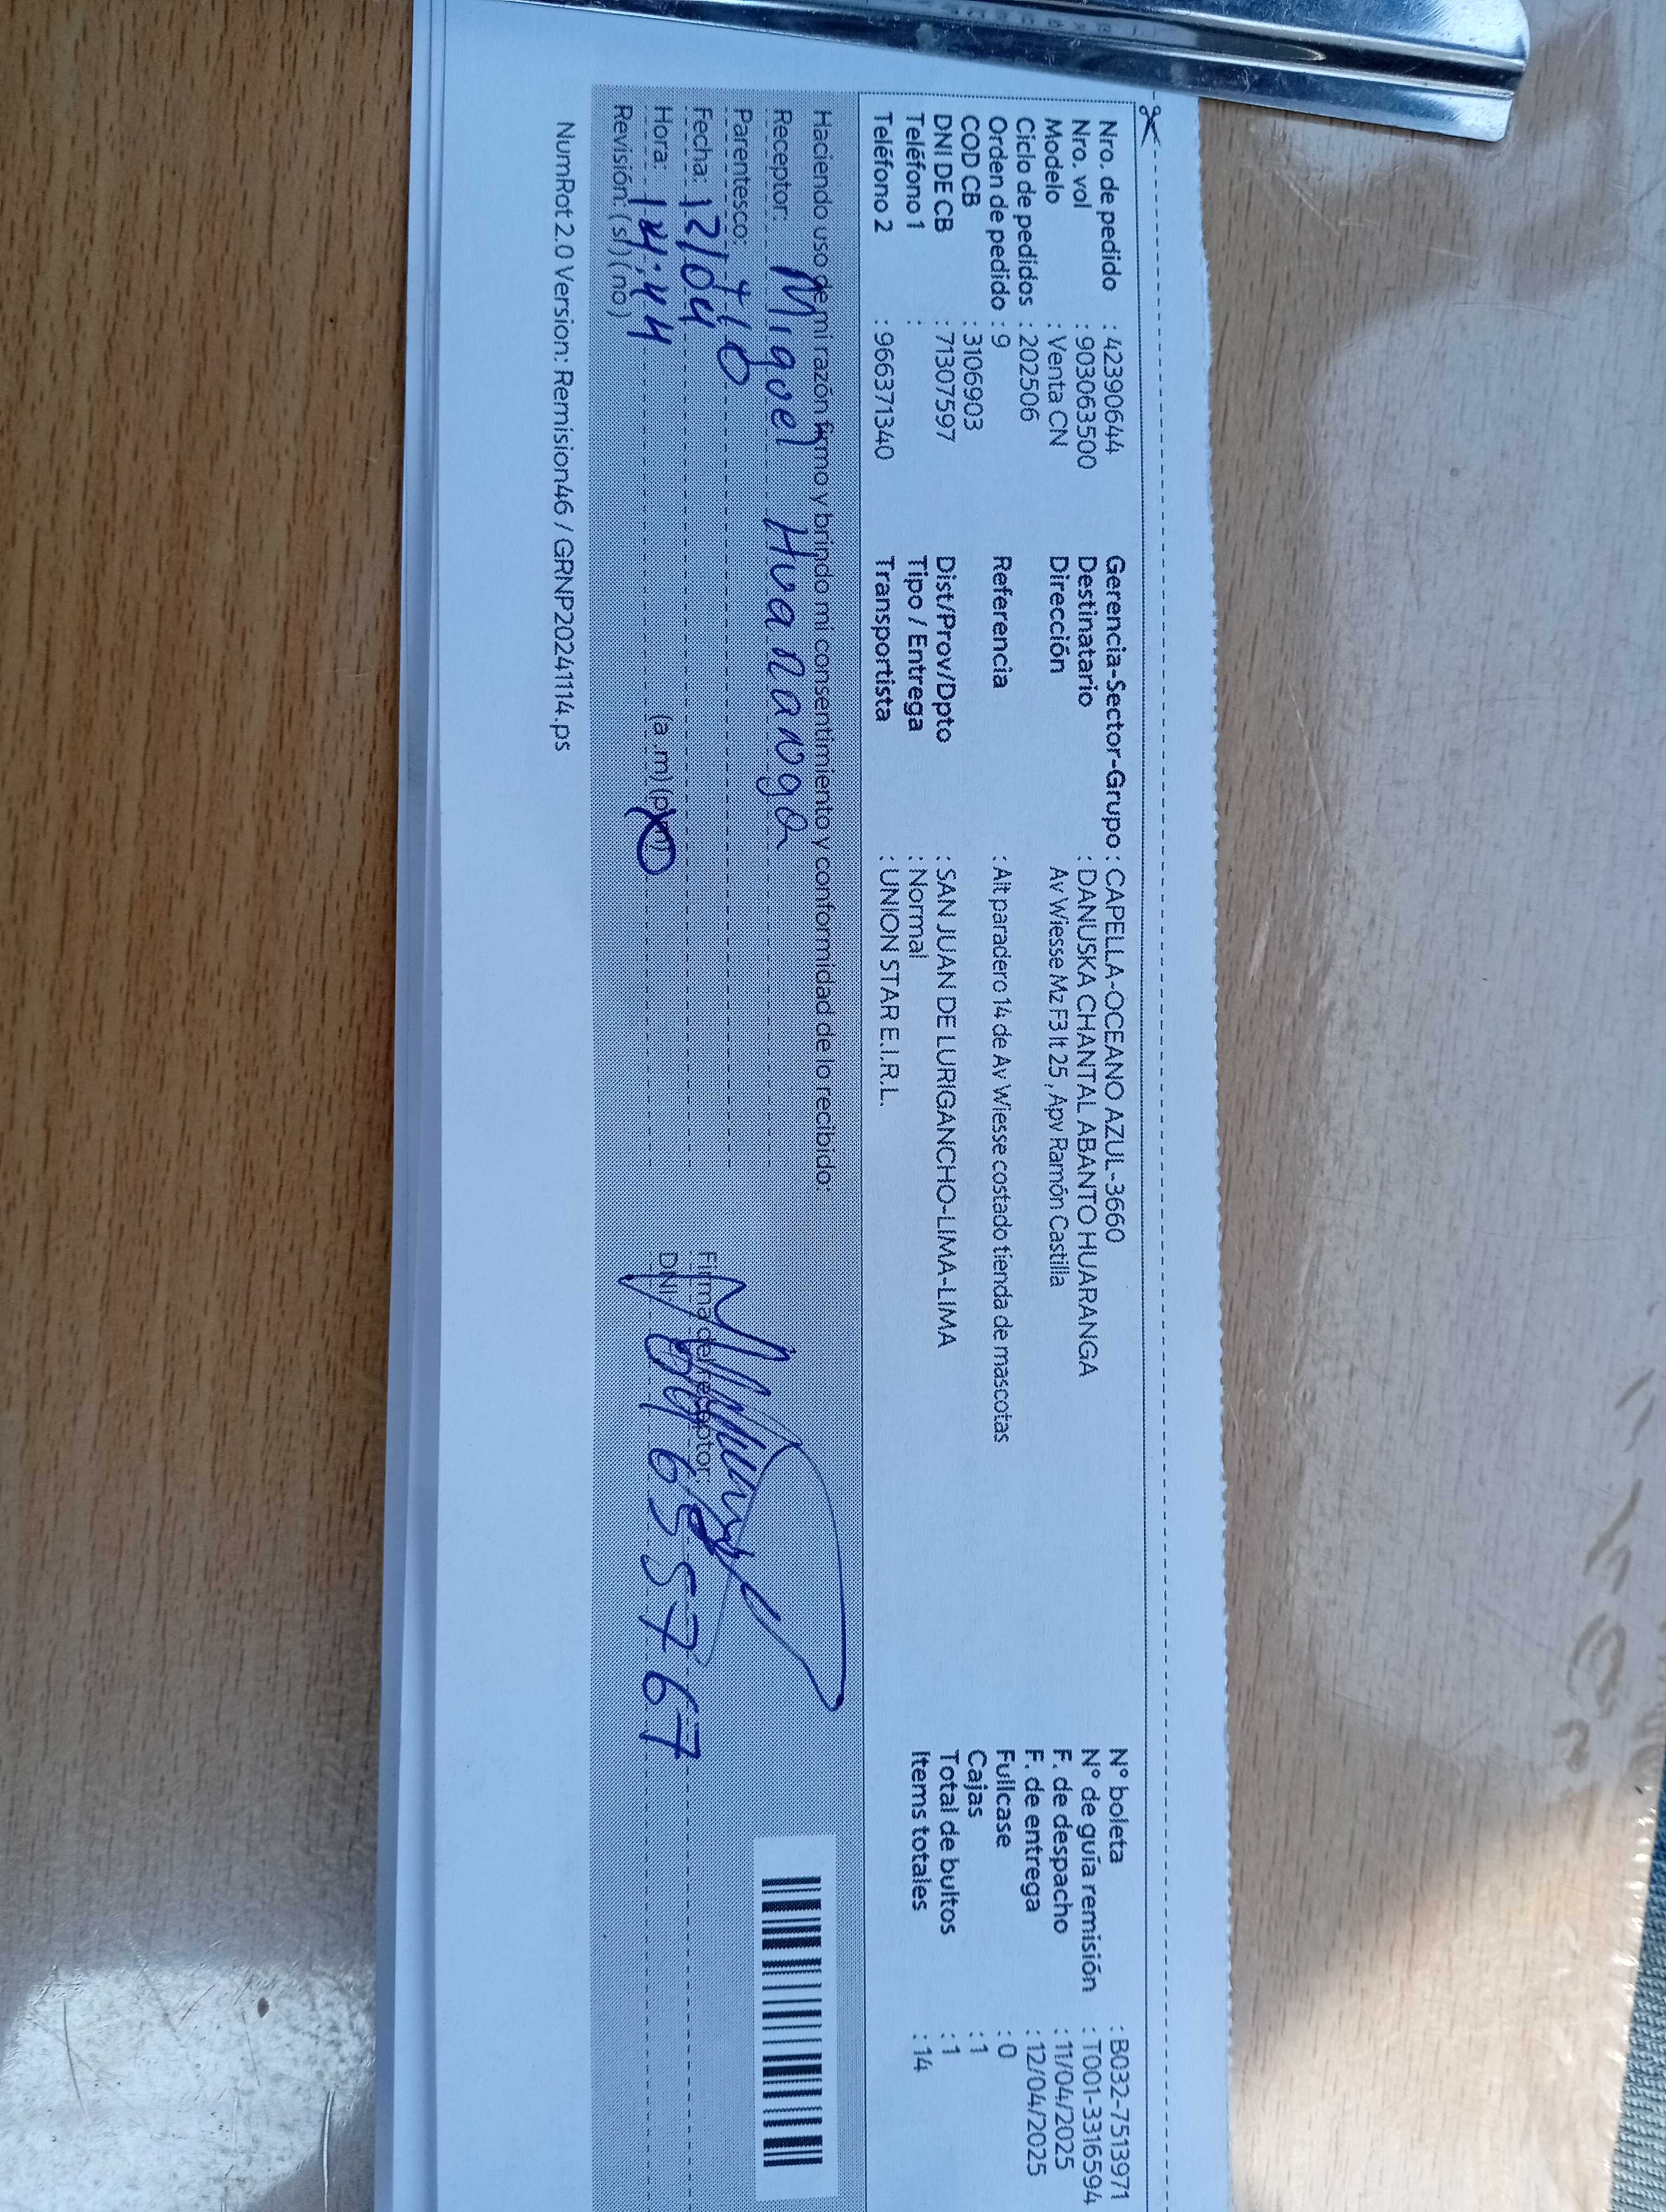 Nro. de pedido : 42390644
Nro. vol : 903063500
Modelo : Venta CN
Ciclo de pedidos : 202506
Orden de pedido : 9
COD CB : 3106903
DNI DE CB : 71307597
Teléfono 1 :
Teléfono 2 : 966371340
Gerencia-Sector-Grupo : CAPELLA-OCEANO AZUL-3660
Destinatario : DANUSKA CHANTAL ABANTO HUARANGA
Dirección Av Wiesse Mz F3 lt 25 , Apv Ramón Castilla
Referencia : Alt paradero 14 de Av Wiesse costado tienda de mascotas
Dist/Prov/Dpto : SAN JUAN DE LURIGANCHO-LIMA-LIMA
Tipo / Entrega : Normal
Transportista : UNION STAR E.I.R.L.
N° boleta : B032-7513971
N° de guía remisión : T001-3316594
F. de despacho : 11/04/2025
F. de entrega : 12/04/2025
Fullcase : 0
Cajas : 1
Total de bultos : 1
Items totales : 14
Haciendo uso de mi razón firmo y brindo mi consentimiento y conformidad de lo recibido:
Receptor: Miguel Huaranga
Parentesco: tio
Fecha: 12/04
Hora: 14:44 (a.m) (p.m)
Revisión: (si) (no)
Firma del receptor:
DNI:
NumRot 2.0 Version: Remision46 / GRNP20241114.ps